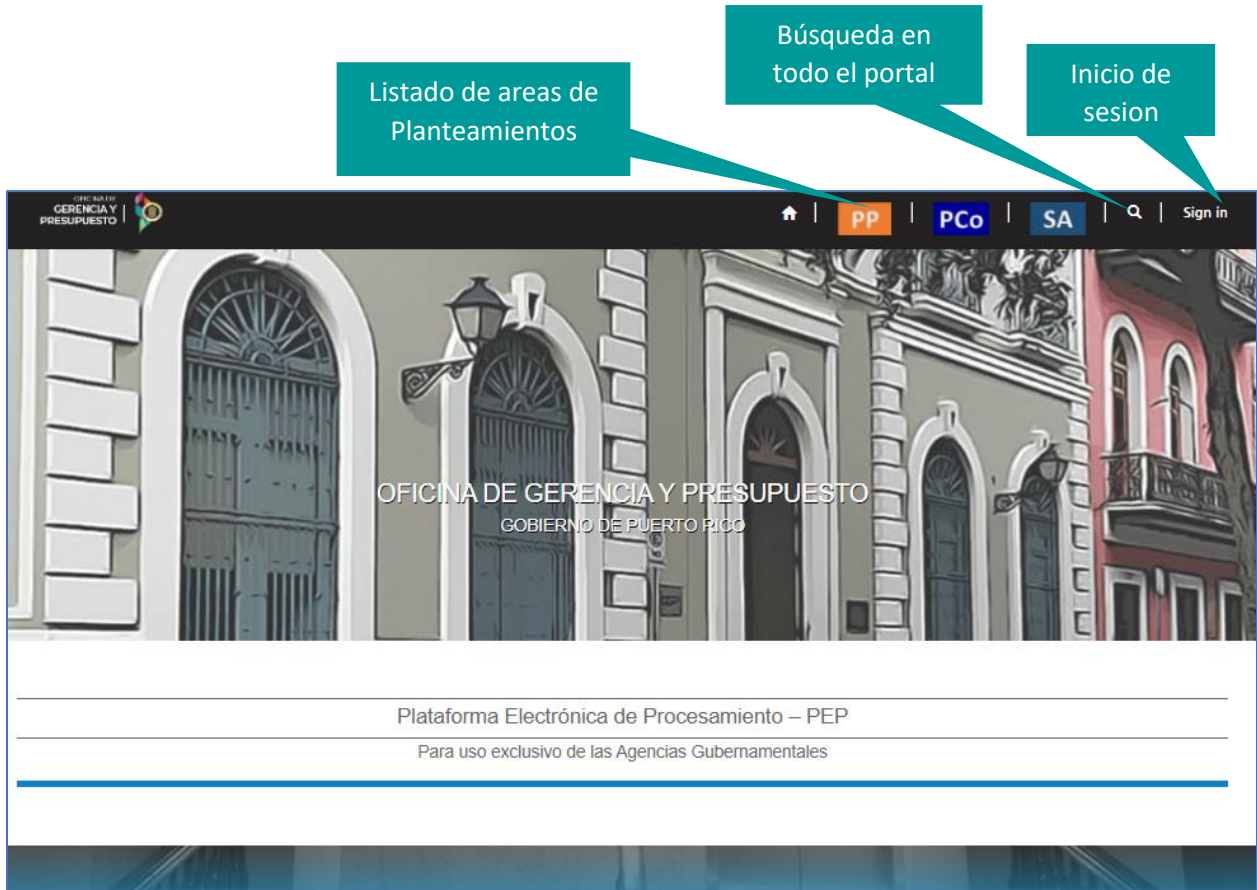 Búsqueda en
todo el portal
Inicio de
sesion
Listado de areas de
Planteamientos
OFICINA DE
GERENCIA Y
PRESUPUESTO
PP
PCo
SA
Sign in
OFICINA DE GERENCIA Y PRESUPUESTO
GOBIERNO DE PUERTO RICO
Plataforma Electrónica de Procesamiento – PEP
Para uso exclusivo de las Agencias Gubernamentales